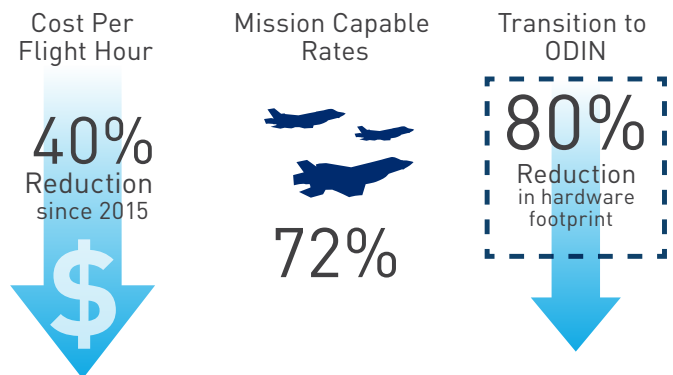 Cost Per
Flight Hour
40%
Reduction
since 2015
$
Mission Capable
Rates
72%
Transition to
ODIN
80%
Reduction
in hardware
footprint